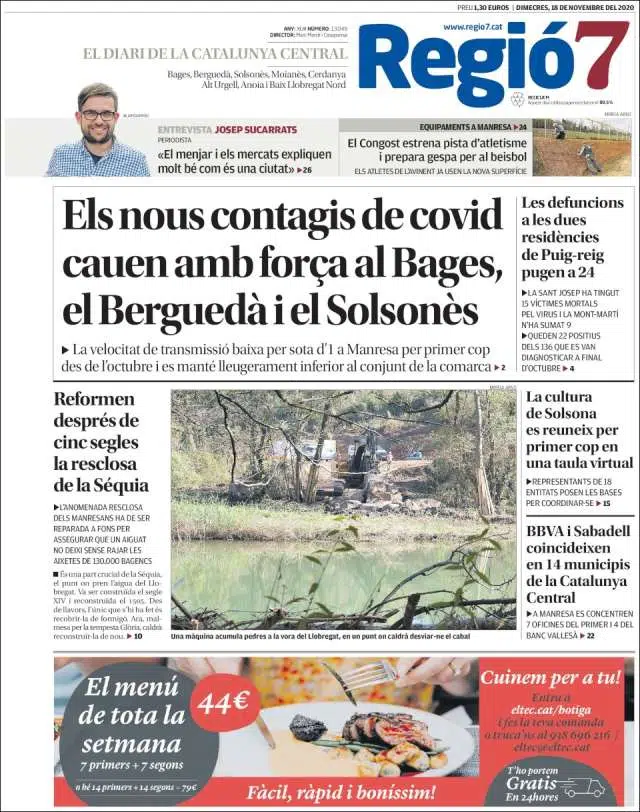 PREU 1,30 EUROS | DIMECRES, 18 DE NOVEMBRE DEL 2020
EL DIARI DE LA CATALUNYA CENTRAL
Bages, Berguedà, Solsonès, Moianès, Cerdanya
Alt Urgell, Anoia i Baix Llobregat Nord
www.regio7.cat
Regió7
ENTREVISTA JOSEP SUCARRATS
PERIODISTA
«El menjar i els mercats expliquen
molt bé com és una ciutat» ▶26
EQUIPAMENTS A MANRESA ▶24
El Congost estrena pista d'atletisme
i prepara gespa per al beisbol
ELS ATLETES DE L'AVINENT JA USEN LA NOVA SUPERFÍCIE
Els nous contagis de covid
cauen amb força al Bages,
el Berguedà i el Solsonès
▶ La velocitat de transmissió baixa per sota d'1 a Manresa per primer cop
des de l'octubre i es manté lleugerament inferior al conjunt de la comarca ▶2
Les defuncions
a les dues
residències
de Puig-reig
pugen a 24
▶LA SANT JOSEP HA TINGUT
15 VÍCTIMES MORTALS
PEL VIRUS I LA MONT-MARTÍ
N'HA SUMAT 9
▶QUEDEN 22 POSITIUS
DELS 136 QUE ES VAN
DIAGNOSTICAR A FINAL
D'OCTUBRE ▶4
Reformen
després de
cinc segles
la resclosa
de la Séquia
▶L'ANOMENADA RESCLOSA
DELS MANRESANS HA DE SER
REPARADA A FONS PER
ASSEGURAR QUE UN AIGUAT
NO DEIXI SENSE RAJAR LES
AIXETES DE 130.000 BAGENCS
És una part crucial de la Séquia,
el punt on pren l'aigua del Llo-
bregat. Va ser construïda el segle
XIV i reconstruïda el 1505. Des
de llavors, l'únic que s'hi ha fet és
recobrir-la de formigó. Ara, mal-
mesa per la tempesta Glòria, caldrà
reconstruir-la de nou. ▶ 10
Una màquina acumula pedres a la vora del Llobregat, en un punt on caldrà desviar-ne el cabal
La cultura
de Solsona
es reuneix per
primer cop en
una taula virtual
▶REPRESENTANTS DE 18
ENTITATS POSEN LES BASES
PER COORDINAR-SE ▶ 15
BBVA i Sabadell
coincideixen
en 14 municipis
de la Catalunya
Central
▶A MANRESA ES CONCENTREN
7 OFICINES DEL PRIMER I 4 DEL
BANC VALLESÀ ▶ 22
El menú
de tota la
setmana
7 primers + 7 segons
o bé 14 primers + 14 segons = 79€
44€
Fàcil, ràpid i boníssim!
Cuinem per a tu!
Entra a
eltec.cat/botiga
i fes la teva comanda
o truca'ns al 938 696 216 /
eltec@eltec.cat
T'ho portem
Gratis
En 24hores